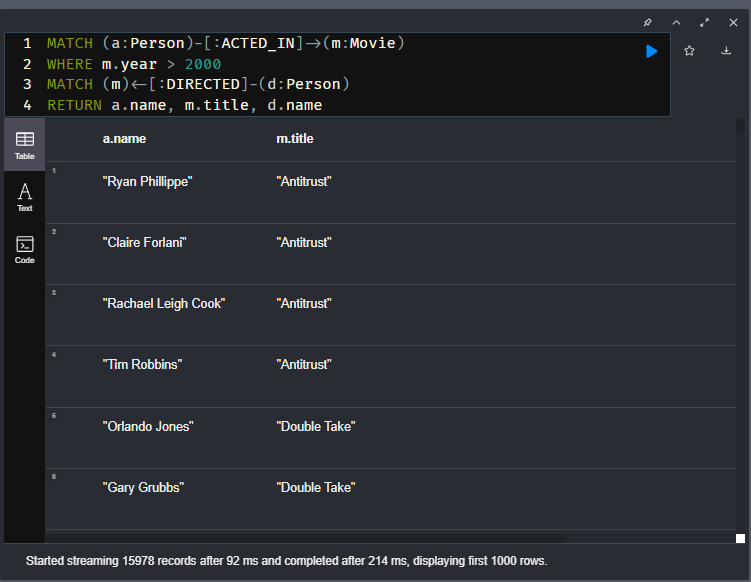 1 MATCH (a:Person)-[:ACTED_IN]→(m:Movie)
2 WHERE m.year > 2000
3 MATCH (m)←[:DIRECTED]-(d:Person)
4 RETURN a.name, m.title, d.name
Table
Text
Code
a.name m.title
1 "Ryan Phillippe" "Antitrust"
2 "Claire Forlani" "Antitrust"
3 "Rachael Leigh Cook" "Antitrust"
4 "Tim Robbins" "Antitrust"
5 "Orlando Jones" "Double Take"
6 "Gary Grubbs" "Double Take"
Started streaming 15978 records after 92 ms and completed after 214 ms, displaying first 1000 rows.